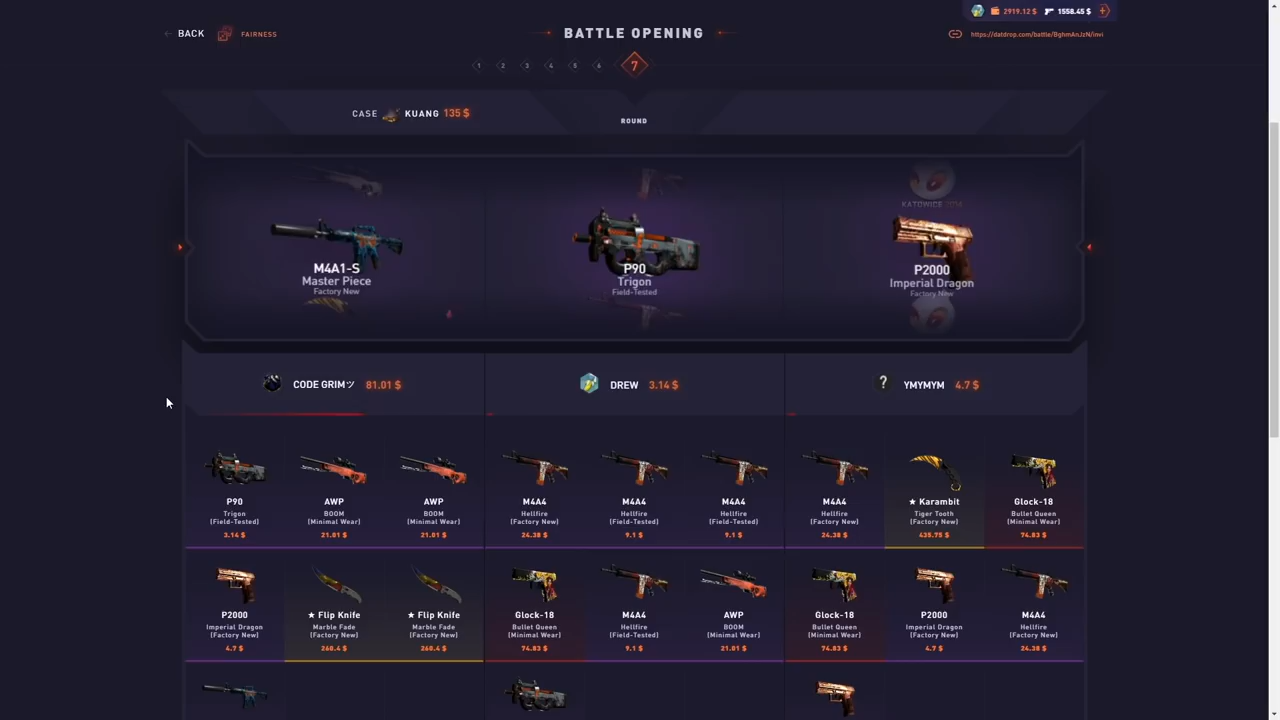 2919.12 $ 1558.45 $ +
← BACK FAIRNESS
BATTLE OPENING
https://datdrop.com/battle/BghmAnJzN/invi
1 2 3 4 5 6 7
CASE KUANG 135 $
ROUND
KATOWICE 2014
M4A1-S
Master Piece
Factory New
P90
Trigon
Field-Tested
P2000
Imperial Dragon
Factory New
CODE GRIMツ 81.01 $
DREW 3.14 $
? YMYMYM 4.7 $
P90
Trigon
(Field-Tested)
3.14 $
AWP
BOOM
(Minimal Wear)
21.01 $
AWP
BOOM
(Minimal Wear)
21.01 $
M4A4
Hellfire
(Factory New)
24.38 $
M4A4
Hellfire
(Field-Tested)
9.1 $
M4A4
Hellfire
(Field-Tested)
9.1 $
M4A4
Hellfire
(Factory New)
24.38 $
★ Karambit
Tiger Tooth
(Factory New)
435.75 $
Glock-18
Bullet Queen
(Minimal Wear)
74.83 $
P2000
Imperial Dragon
(Factory New)
4.7 $
★ Flip Knife
Marble Fade
(Factory New)
260.4 $
★ Flip Knife
Marble Fade
(Factory New)
260.4 $
Glock-18
Bullet Queen
(Minimal Wear)
74.83 $
M4A4
Hellfire
(Field-Tested)
9.1 $
AWP
BOOM
(Minimal Wear)
21.01 $
Glock-18
Bullet Queen
(Minimal Wear)
74.83 $
P2000
Imperial Dragon
(Factory New)
4.7 $
M4A4
Hellfire
(Factory New)
24.38 $